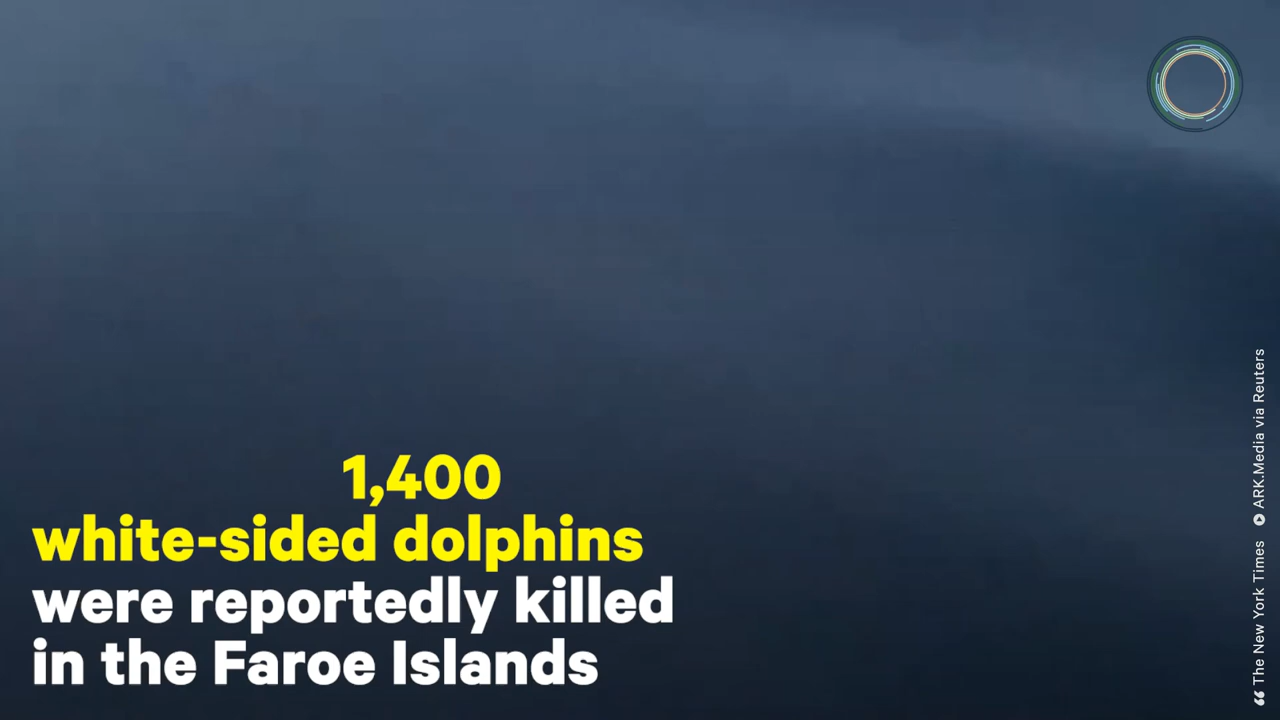 1,400
white-sided dolphins
were reportedly killed
in the Faroe Islands
The New York Times ARK.Media via Reuters